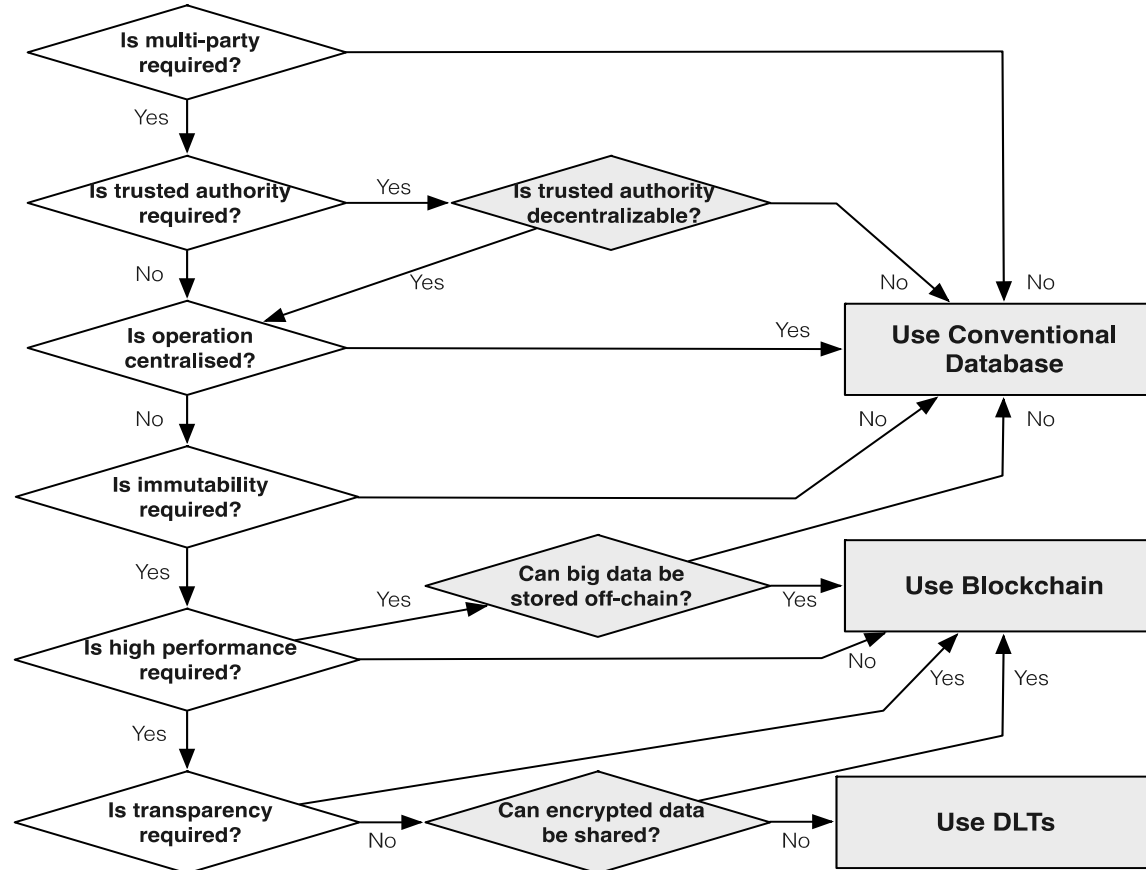 Is multi-party
required?
Yes
No
Is trusted authority
required?
Yes
Is trusted authority
decentralizable?
No
Yes
No
Use Conventional
Database
Is operation
centralised?
Yes
No
No
No
Is immutability
required?
Yes
Can big data be
stored off-chain?
Yes
Yes
Use Blockchain
Is high performance
required?
No
Yes
Yes
Yes
Is transparency
required?
No
Can encrypted data
be shared?
No
Use DLTs